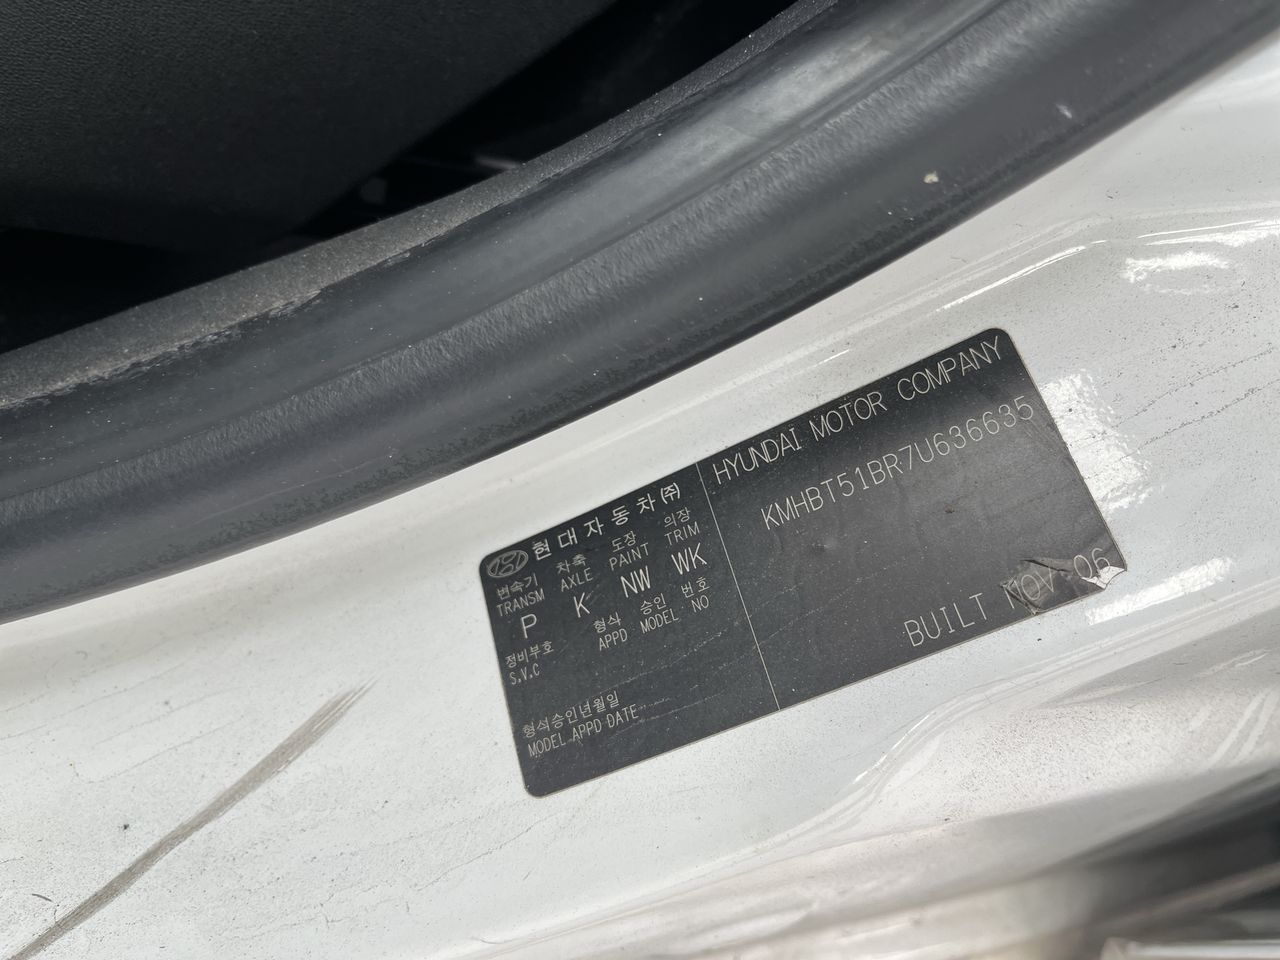 현대자동차㈜
변속기 차축 도장 의장
TRANSM AXLE PAINT TRIM
P K NW WK
정비부호 형식 승인 번호
S.V.C APPD MODEL NO
형식승인년월일
MODEL APPD DATE
HYUNDAI MOTOR COMPANY
KMHBT51BR7U636635
BUILT NOV 06